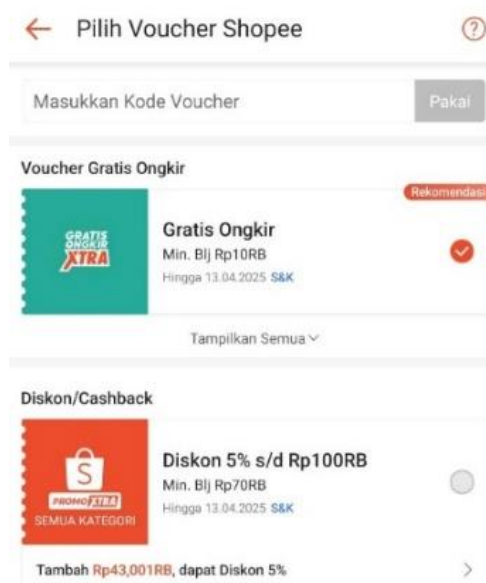 Pilih Voucher Shopee
?
Masukkan Kode Voucher
Pakai
Voucher Gratis Ongkir
Rekomendasi
GRATIS
ONGKIR
XTRA
Gratis Ongkir
Min. Blj Rp10RB
Hingga 13.04.2025 S&K
Tampilkan Semua
Diskon/Cashback
S
PROMO XTRA
SEMUA KATEGORI
Diskon 5% s/d Rp100RB
Min. Blj Rp70RB
Hingga 13.04.2025 S&K
Tambah Rp43,001RB, dapat Diskon 5%